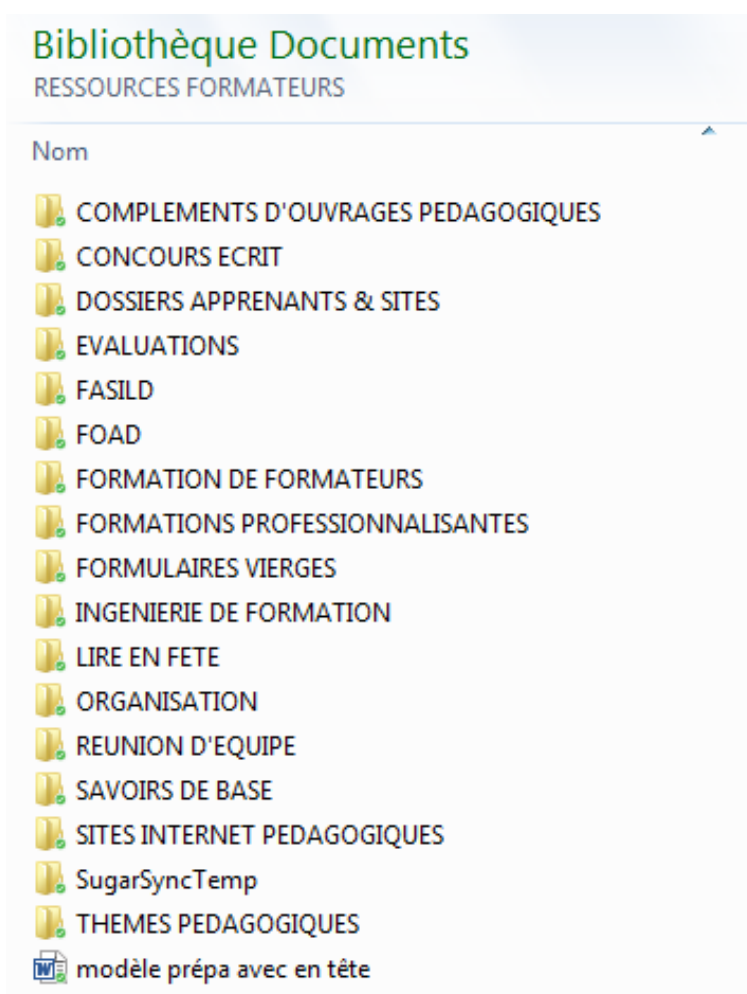 Bibliothèque Documents
RESSOURCES FORMATEURS
Nom
COMPLEMENTS D'OUVRAGES PEDAGOGIQUES
CONCOURS ECRIT
DOSSIERS APPRENANTS & SITES
EVALUATIONS
FASILD
FOAD
FORMATION DE FORMATEURS
FORMATIONS PROFESSIONNALISANTES
FORMULAIRES VIERGES
INGENIERIE DE FORMATION
LIRE EN FETE
ORGANISATION
REUNION D'EQUIPE
SAVOIRS DE BASE
SITES INTERNET PEDAGOGIQUES
SugarSyncTemp
THEMES PEDAGOGIQUES
modèle prépa avec en tête